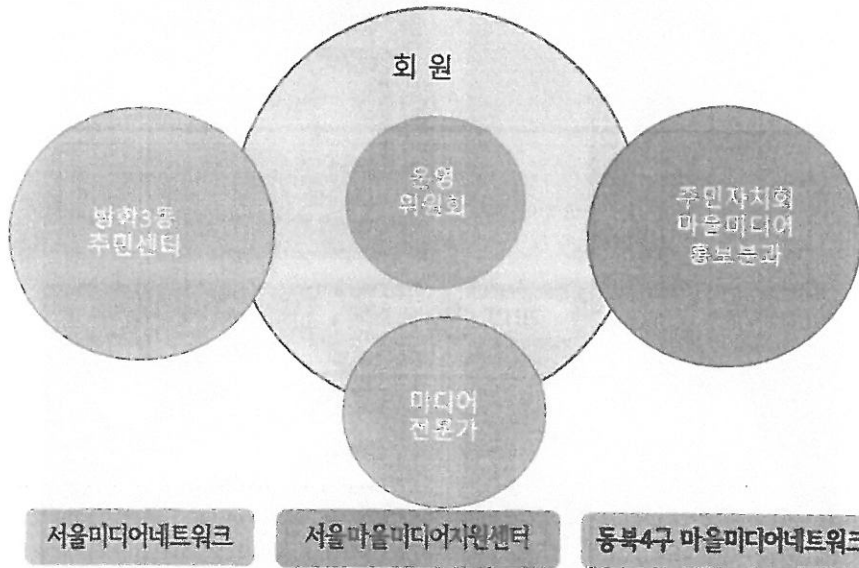 회 원
운영
위원회
방학3동
주민센터
주민자치회
마을미디어
홍보분과
미디어
전문가
서울미디어네트워크
서울마을미디어지원센터
동북4구 마을미디어네트워크